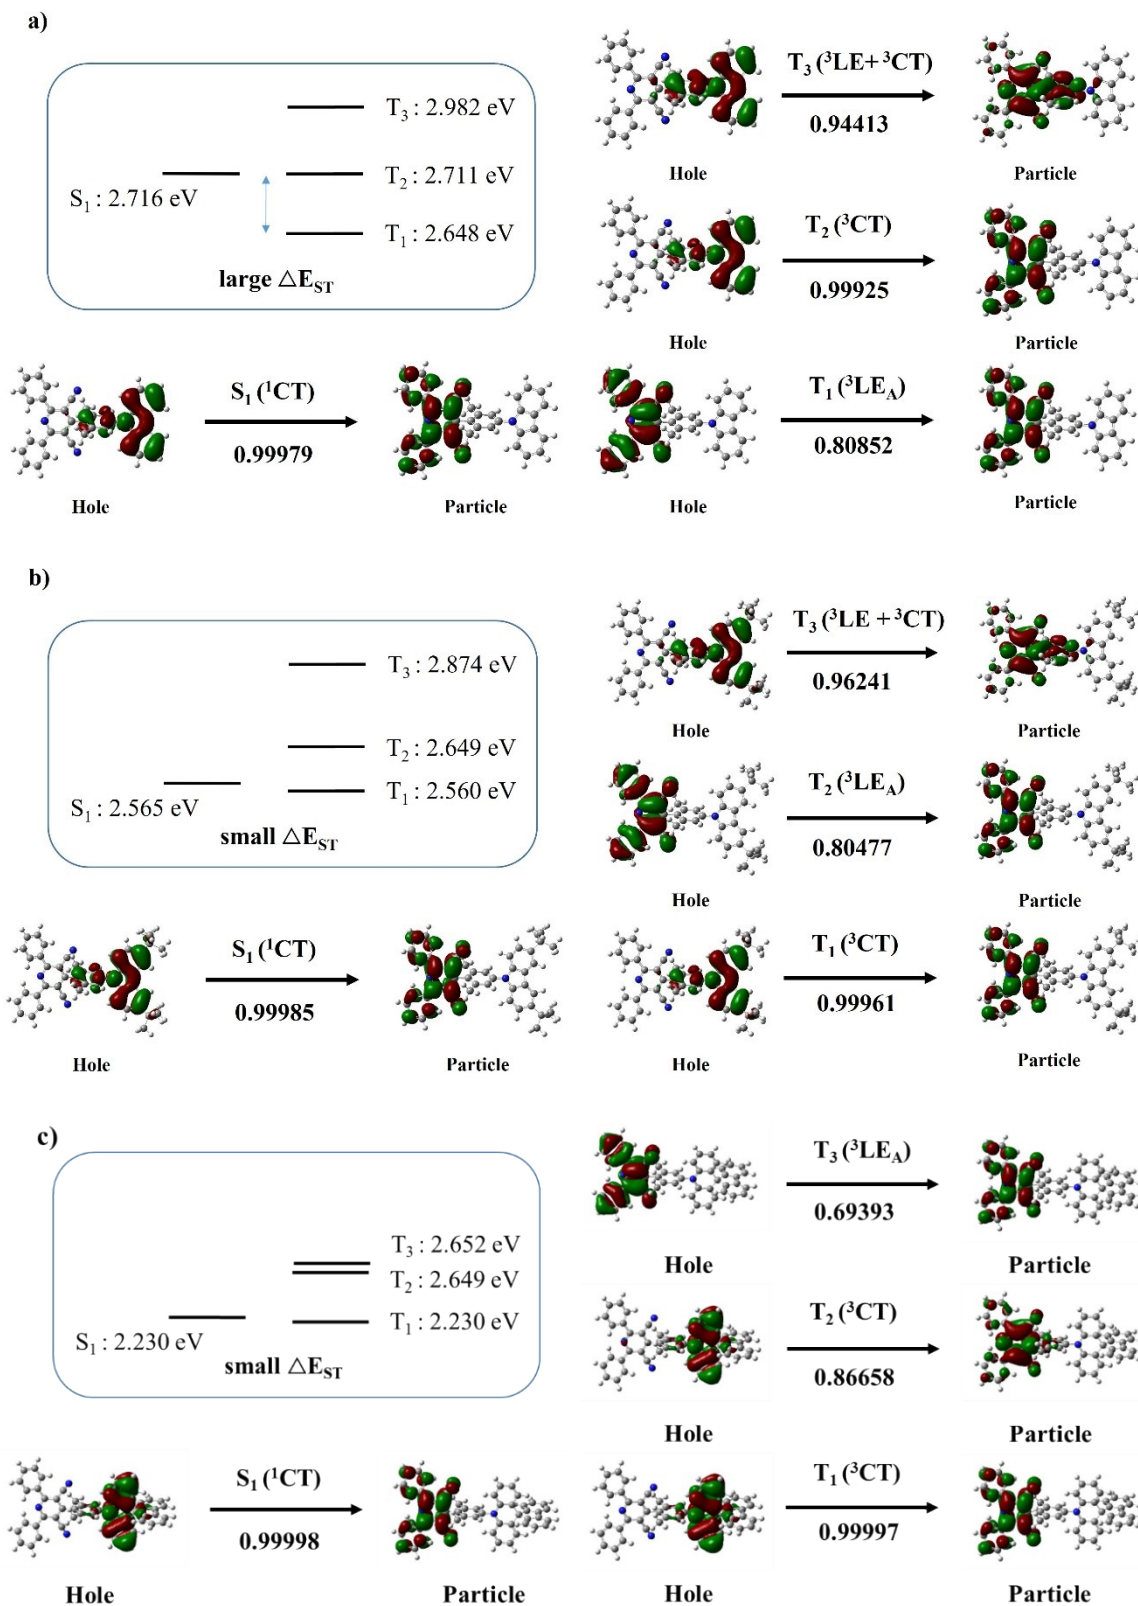 a)
T₃ : 2.982 eV
S₁ : 2.716 eV
T₂ : 2.711 eV
T₁ : 2.648 eV
large △E_ST
T₃ (³LE+ ³CT)
0.94413
Hole
Particle
T₂ (³CT)
0.99925
Hole
Particle
S₁ (¹CT)
0.99979
Hole
Particle
T₁ (³LE_A)
0.80852
Hole
Particle
b)
T₃ : 2.874 eV
T₂ : 2.649 eV
S₁ : 2.565 eV
T₁ : 2.560 eV
small △E_ST
T₃ (³LE + ³CT)
0.96241
Hole
Particle
T₂ (³LE_A)
0.80477
Hole
Particle
S₁ (¹CT)
0.99985
Hole
Particle
T₁ (³CT)
0.99961
Hole
Particle
c)
T₃ : 2.652 eV
T₂ : 2.649 eV
S₁ : 2.230 eV
T₁ : 2.230 eV
small △E_ST
T₃ (³LE_A)
0.69393
Hole
Particle
T₂ (³CT)
0.86658
Hole
Particle
S₁ (¹CT)
0.99998
Hole
Particle
T₁ (³CT)
0.99997
Hole
Particle